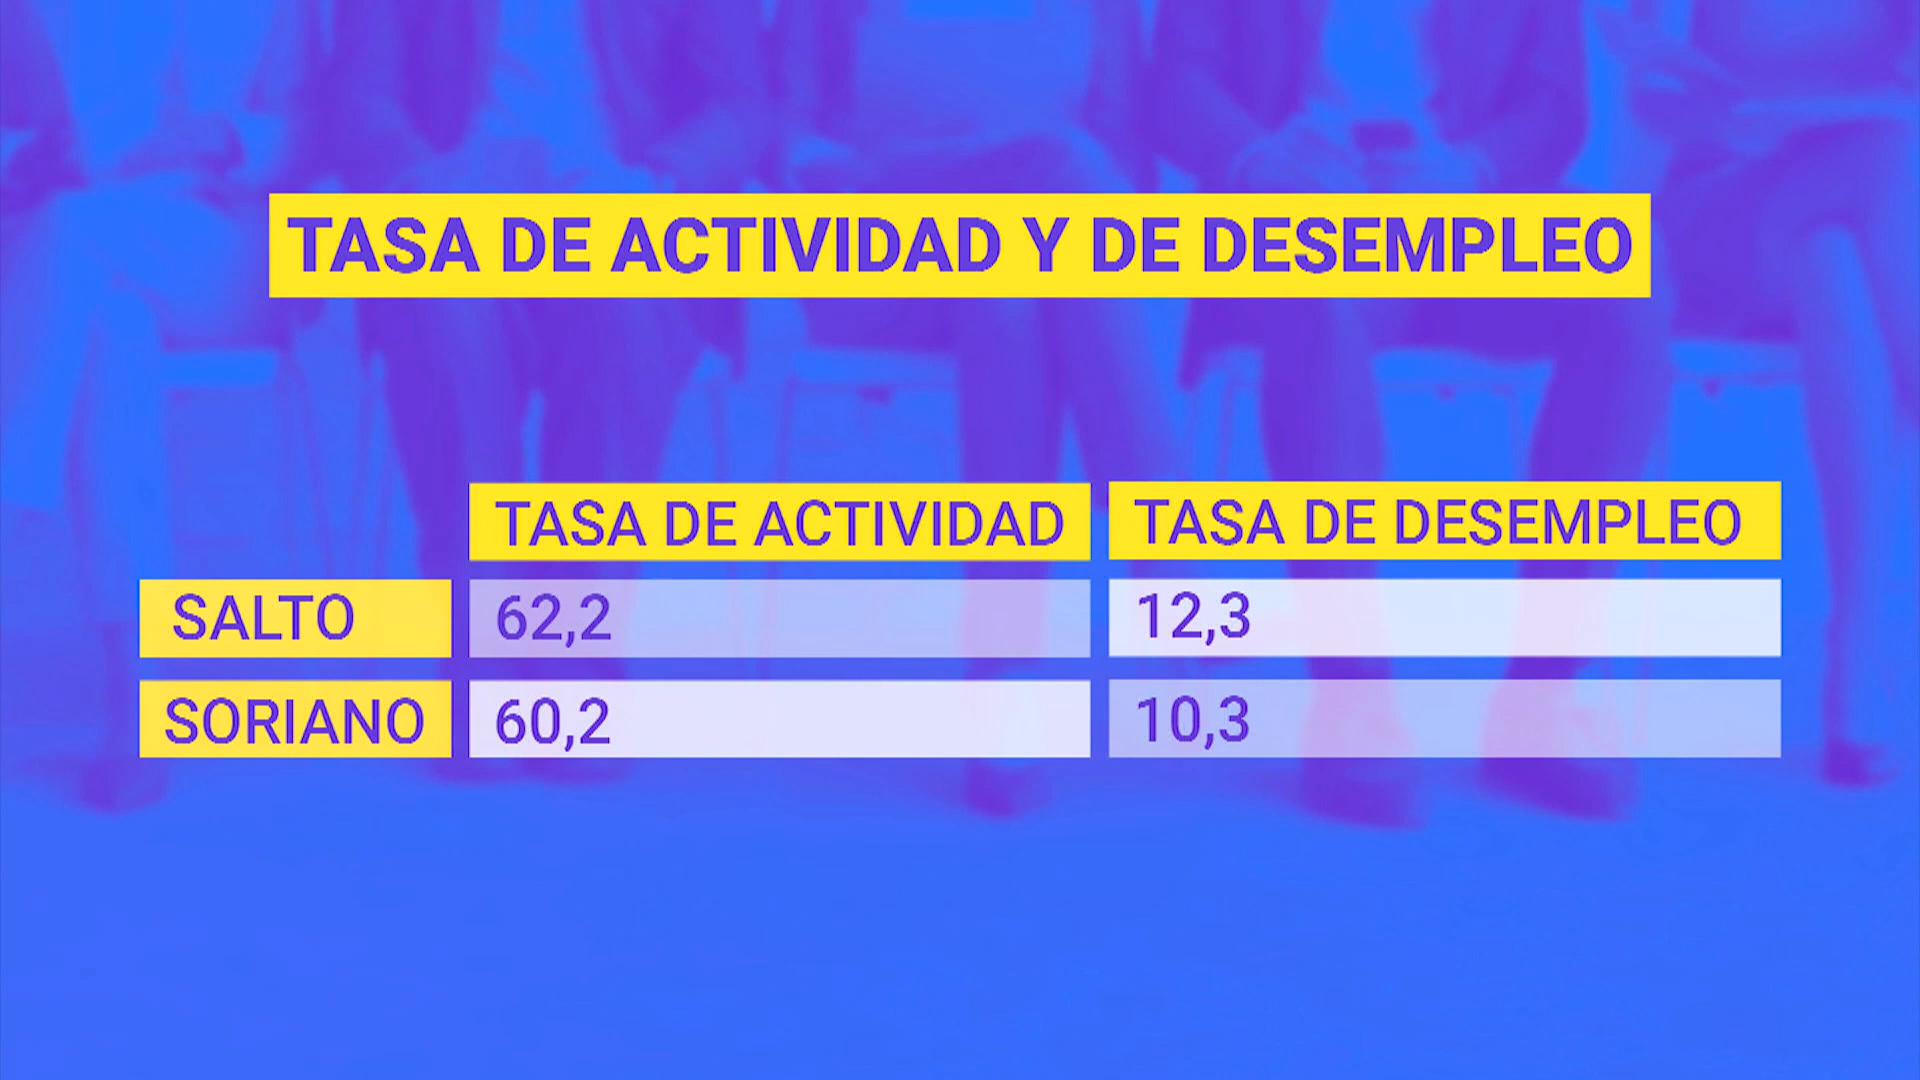 TASA DE ACTIVIDAD Y DE DESEMPLEO
TASA DE ACTIVIDAD TASA DE DESEMPLEO
SALTO 62,2 12,3
SORIANO 60,2 10,3